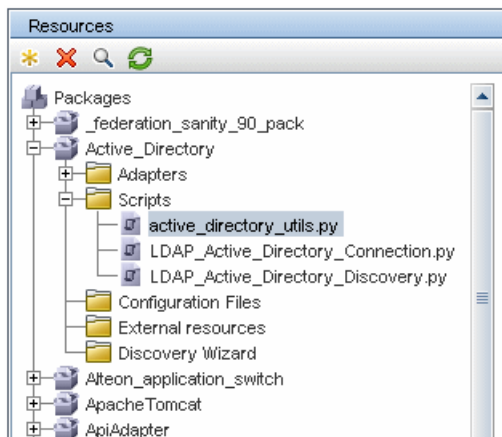 Resources
Packages
_federation_sanity_90_pack
Active_Directory
Adapters
Scripts
active_directory_utils.py
LDAP_Active_Directory_Connection.py
LDAP_Active_Directory_Discovery.py
Configuration Files
External resources
Discovery Wizard
Alteon_application_switch
ApacheTomcat
ApiAdapter